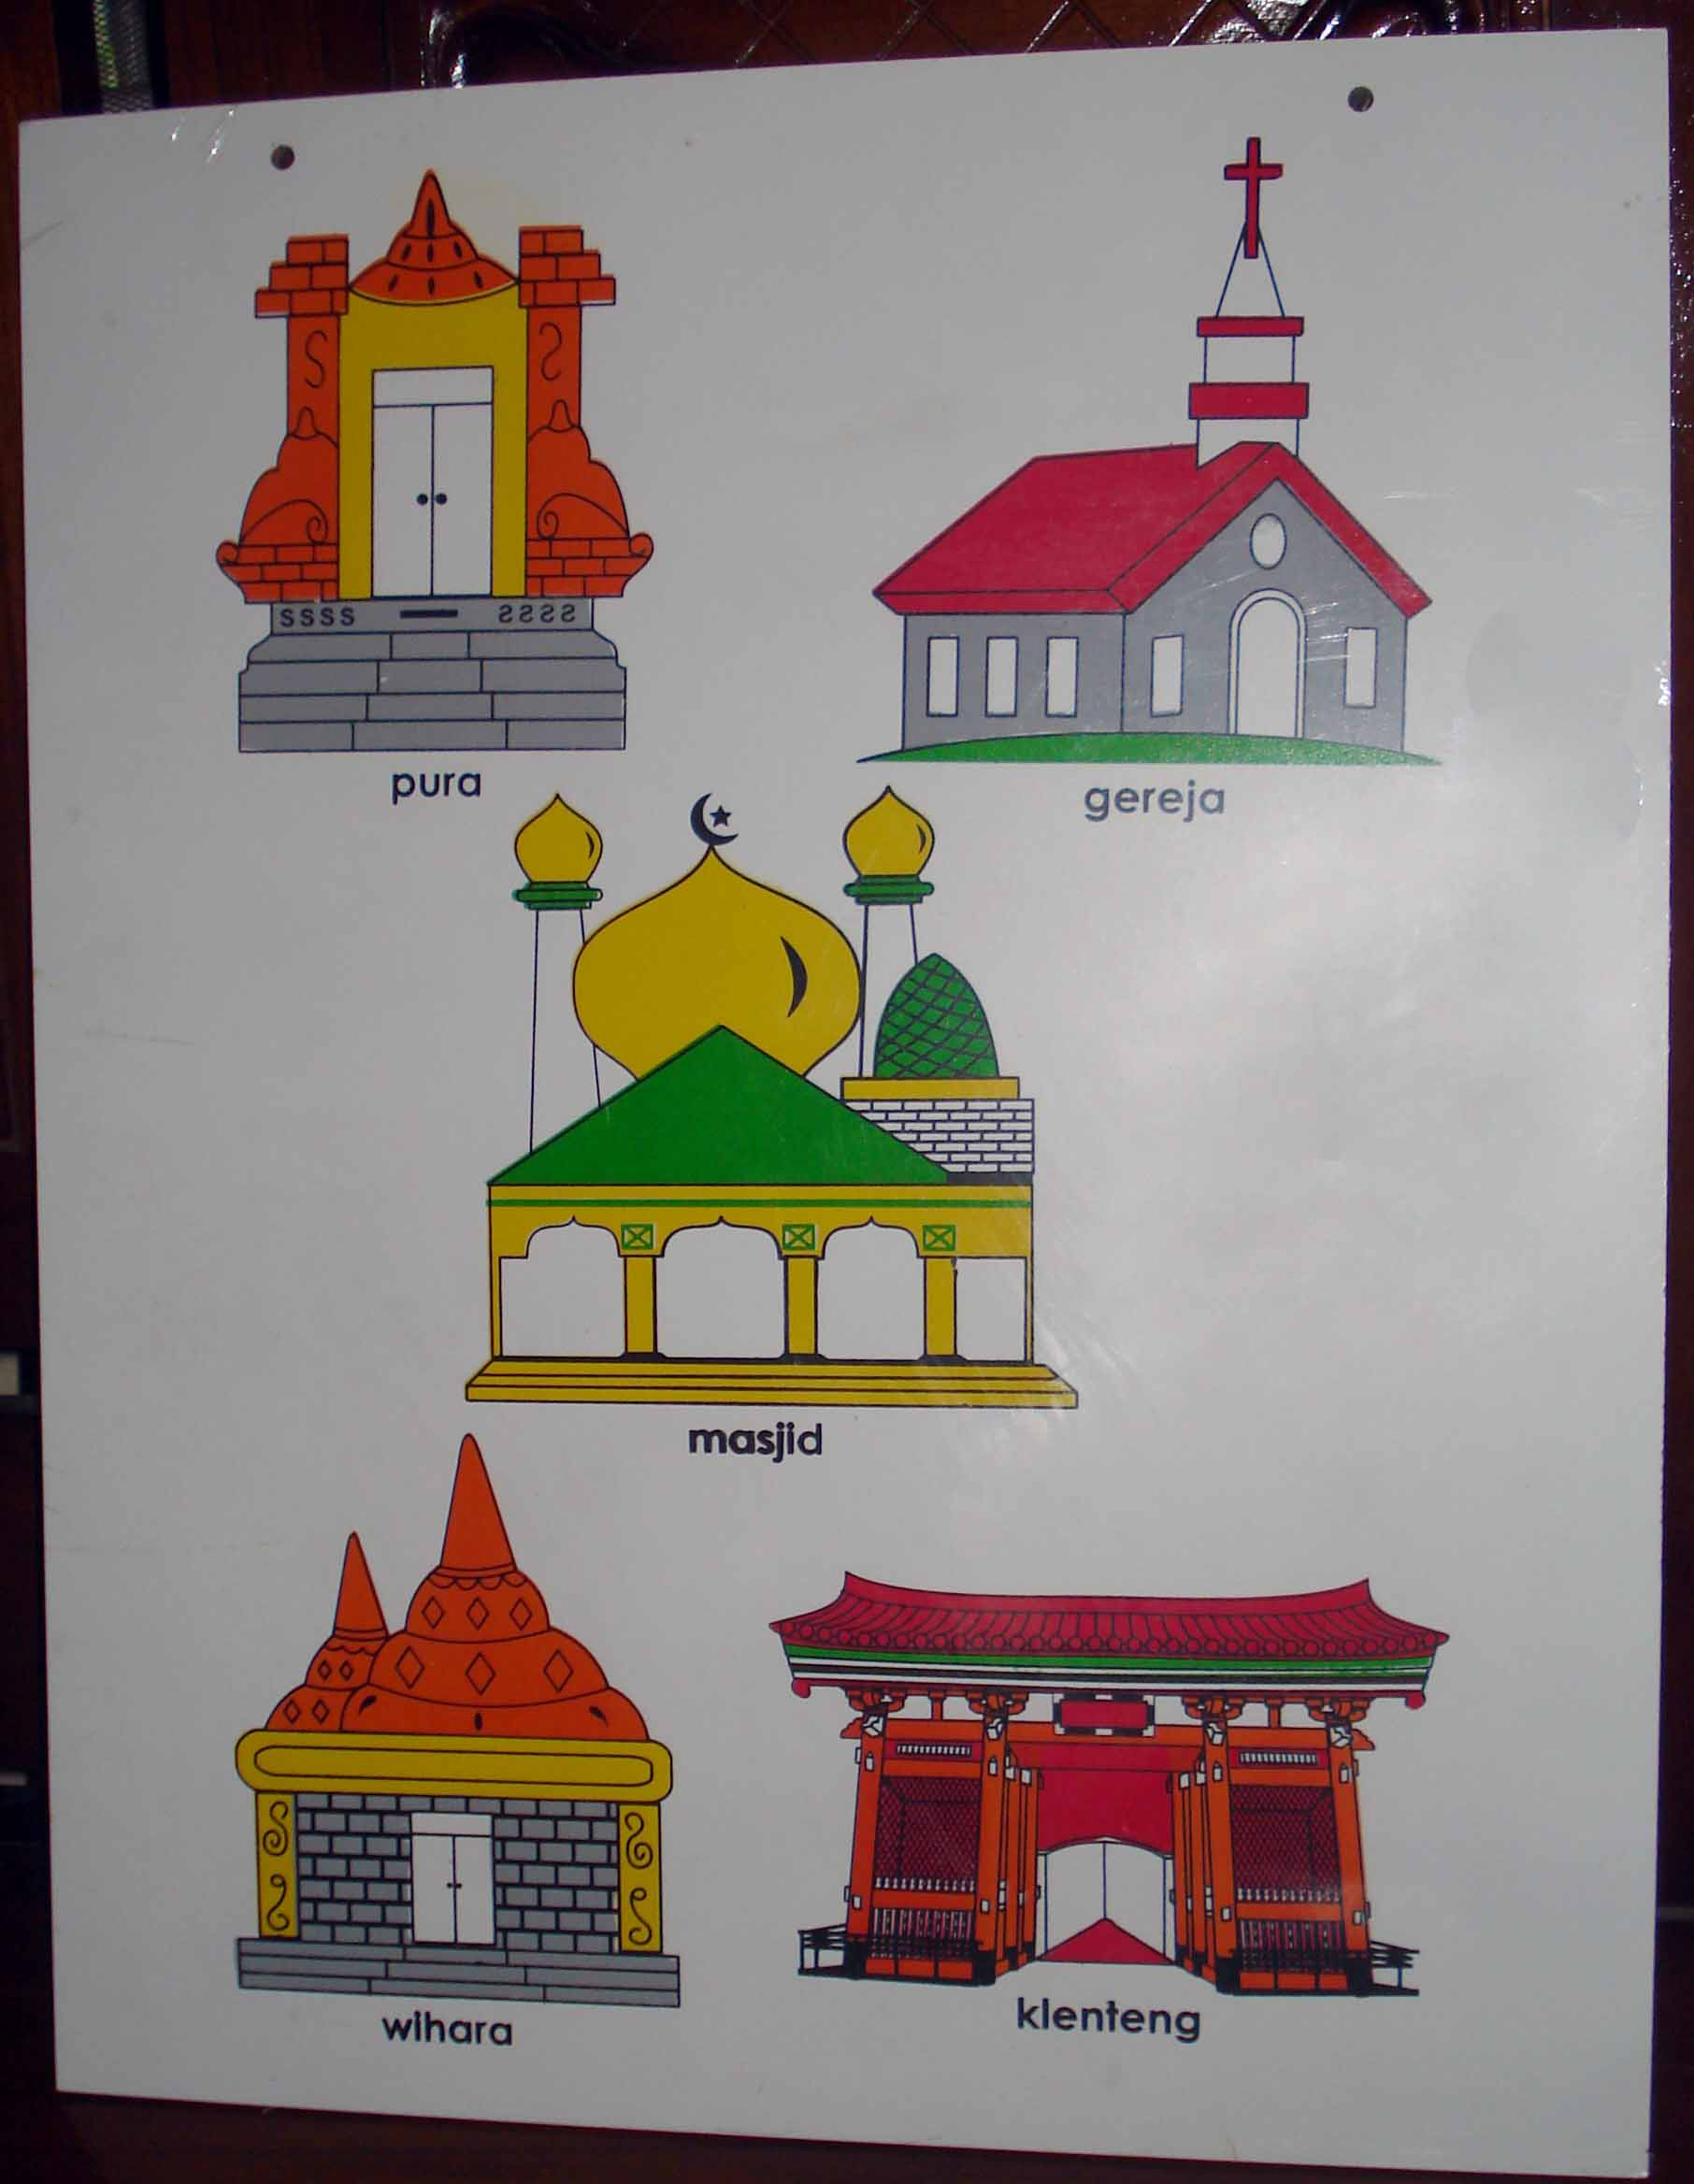 pura
gereja
masjid
wihara
klenteng